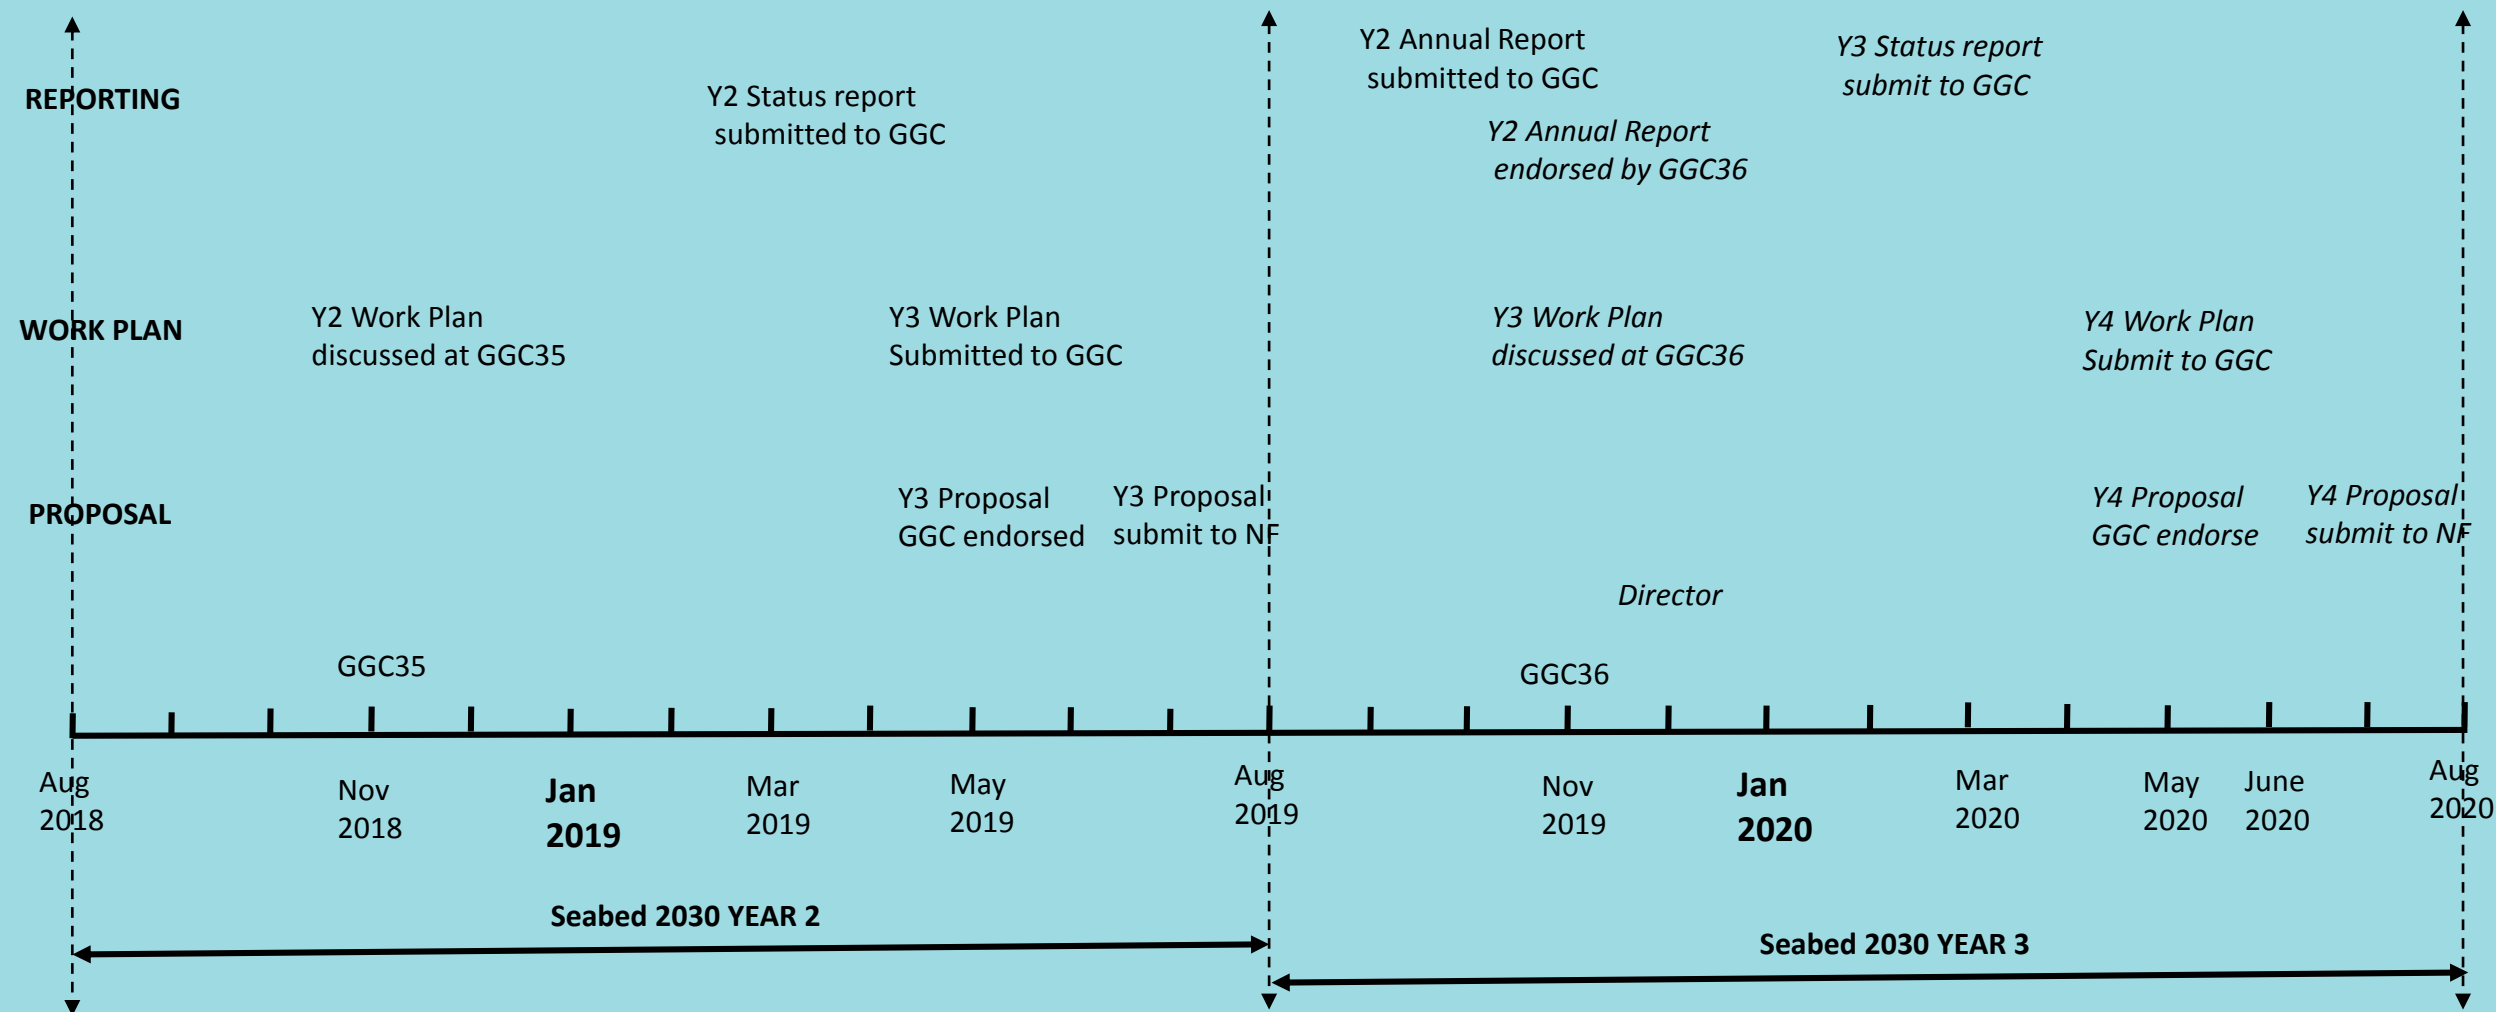 REPORTING
Y2 Status report
submitted to GGC
Y2 Annual Report
submitted to GGC
Y2 Annual Report
endorsed by GGC36
Y3 Status report
submit to GGC
WORK PLAN
Y2 Work Plan
discussed at GGC35
Y3 Work Plan
Submitted to GGC
Y3 Work Plan
discussed at GGC36
Y4 Work Plan
Submit to GGC
PROPOSAL
Y3 Proposal
GGC endorsed
Y3 Proposal
submit to NF
Y4 Proposal
GGC endorse
Y4 Proposal
submit to NF
Director
GGC35
GGC36
Aug
2018
Nov
2018
Jan
2019
Mar
2019
May
2019
Aug
2019
Nov
2019
Jan
2020
Mar
2020
May
2020
June
2020
Aug
2020
Seabed 2030 YEAR 2
Seabed 2030 YEAR 3